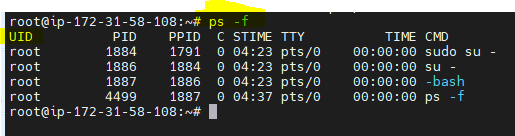 root@ip-172-31-58-108:~# ps -f
UID PID PPID C STIME TTY TIME CMD
root 1884 1791 0 04:23 pts/0 00:00:00 sudo su -
root 1886 1884 0 04:23 pts/0 00:00:00 su -
root 1887 1886 0 04:23 pts/0 00:00:00 -bash
root 4499 1887 0 04:37 pts/0 00:00:00 ps -f
root@ip-172-31-58-108:~#